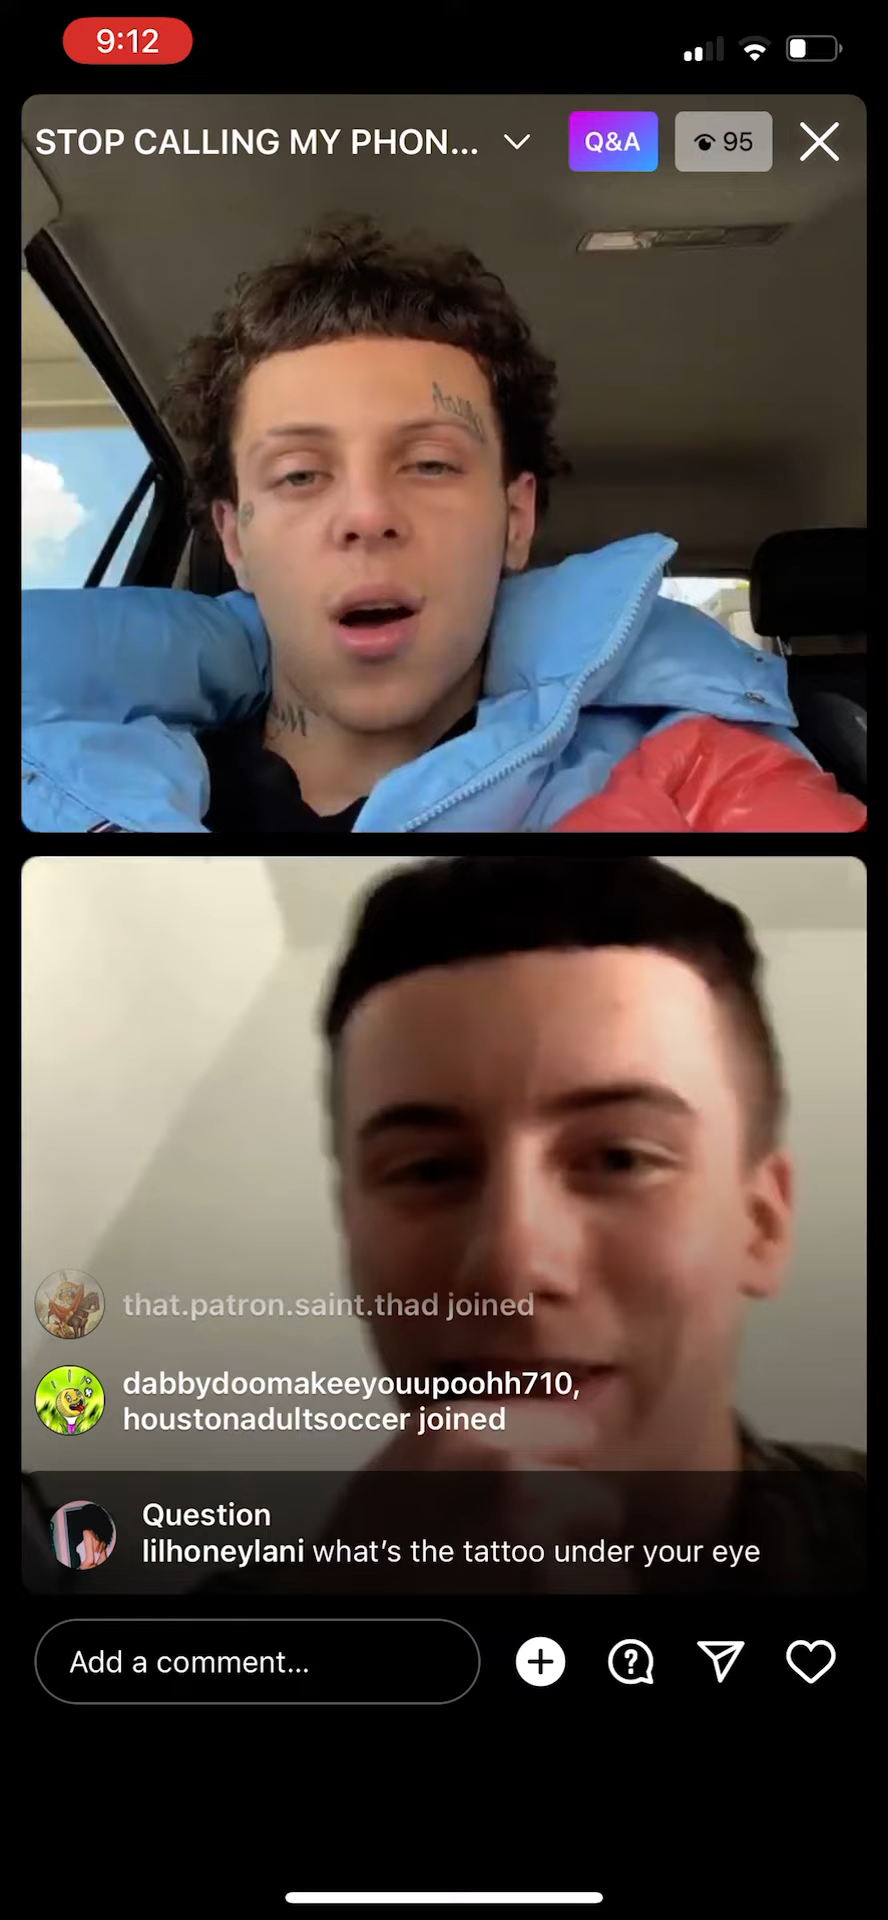 9:12
STOP CALLING MY PHON...
Q&A
95
that.patron.saint.thad joined
dabbydoomakeeyouupoohh710,
houstonadultsoccer joined
Question
lilhoneylani what's the tattoo under your eye
Add a comment...